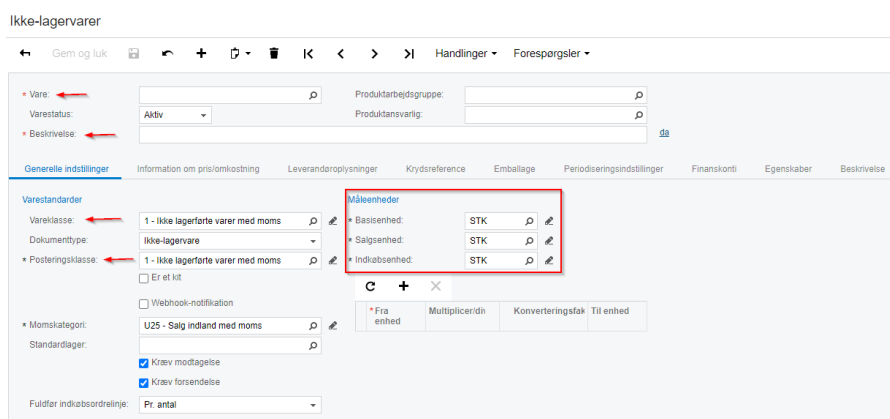 Ikke-lagervarer
Gem og luk Handlinger Forespørgsler
* Vare: Produktarbejdsgruppe:
Varestatus: Aktiv Produktansvarlig:
* Beskrivelse: da
Generelle indstillinger Information om pris/omkostning Leverandøroplysninger Krydsreference Emballage Periodiseringsindstillinger Finanskonti Egenskaber Beskrivelse
Varestandarder Måleenheder
Vareklasse: 1 - Ikke lagerførte varer med moms * Basisenhed: STK
Dokumenttype: Ikke-lagervare * Salgsenhed: STK
* Posteringsklasse: 1 - Ikke lagerførte varer med moms * Indkøbsenhed: STK
Er et kit
Webhook-notifikation
* Fra enhed Multiplicer/div Konverteringsfak Til enhed
* Momskategori: U25 - Salg indland med moms
Standardlager:
Kræv modtagelse
Kræv forsendelse
Fuldfør indkøbsordrelinje: Pr. antal